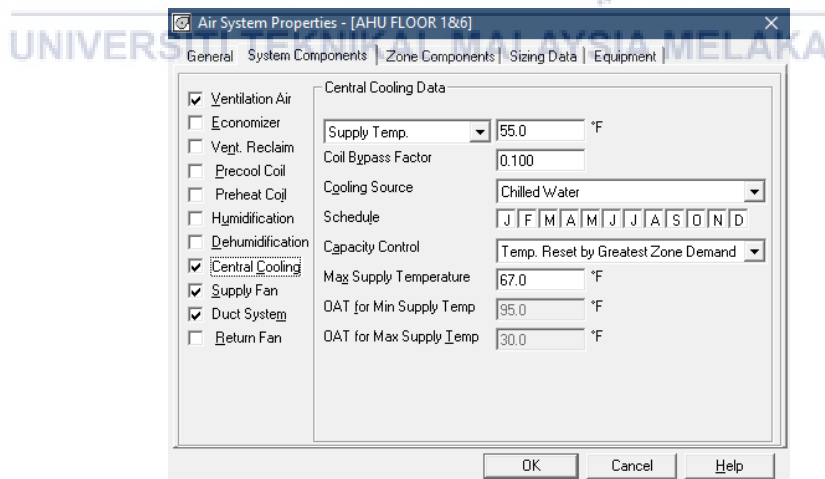 Air System Properties - [AHU FLOOR 1&6]
UNIVERSITI TEKNIKAL MALAYSIA MELAKA
General System Components Zone Components Sizing Data Equipment
Ventilation Air
Economizer
Vent. Reclaim
Precool Coil
Preheat Coil
Humidification
Dehumidification
Central Cooling
Supply Fan
Duct System
Return Fan
Central Cooling Data
Supply Temp. 55.0 °F
Coil Bypass Factor 0.100
Cooling Source Chilled Water
Schedule J F M A M J J A S O N D
Capacity Control Temp. Reset by Greatest Zone Demand
Max Supply Temperature 67.0 °F
OAT for Min Supply Temp 95.0 °F
OAT for Max Supply Temp 30.0 °F
OK Cancel Help